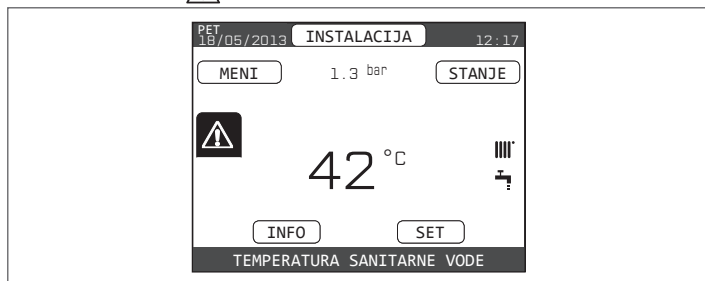 PET
18/05/2013 INSTALACIJA 12:17
MENI 1.3 bar STANJE
42 °C
INFO SET
TEMPERATURA SANITARNE VODE